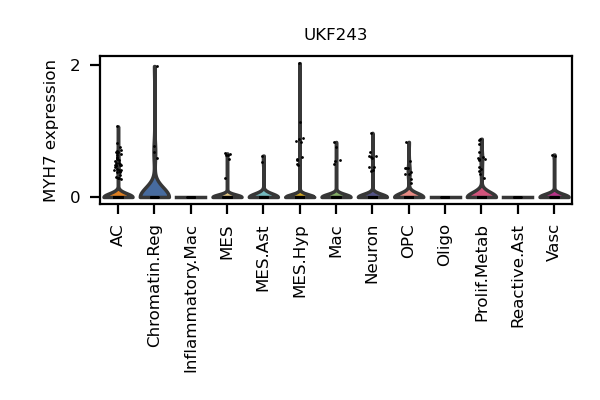 UKF243
MYH7 expression
2
0
AC
Chromatin.Reg
Inflammatory.Mac
MES
MES.Ast
MES.Hyp
Mac
Neuron
OPC
Oligo
Prolif.Metab
Reactive.Ast
Vasc